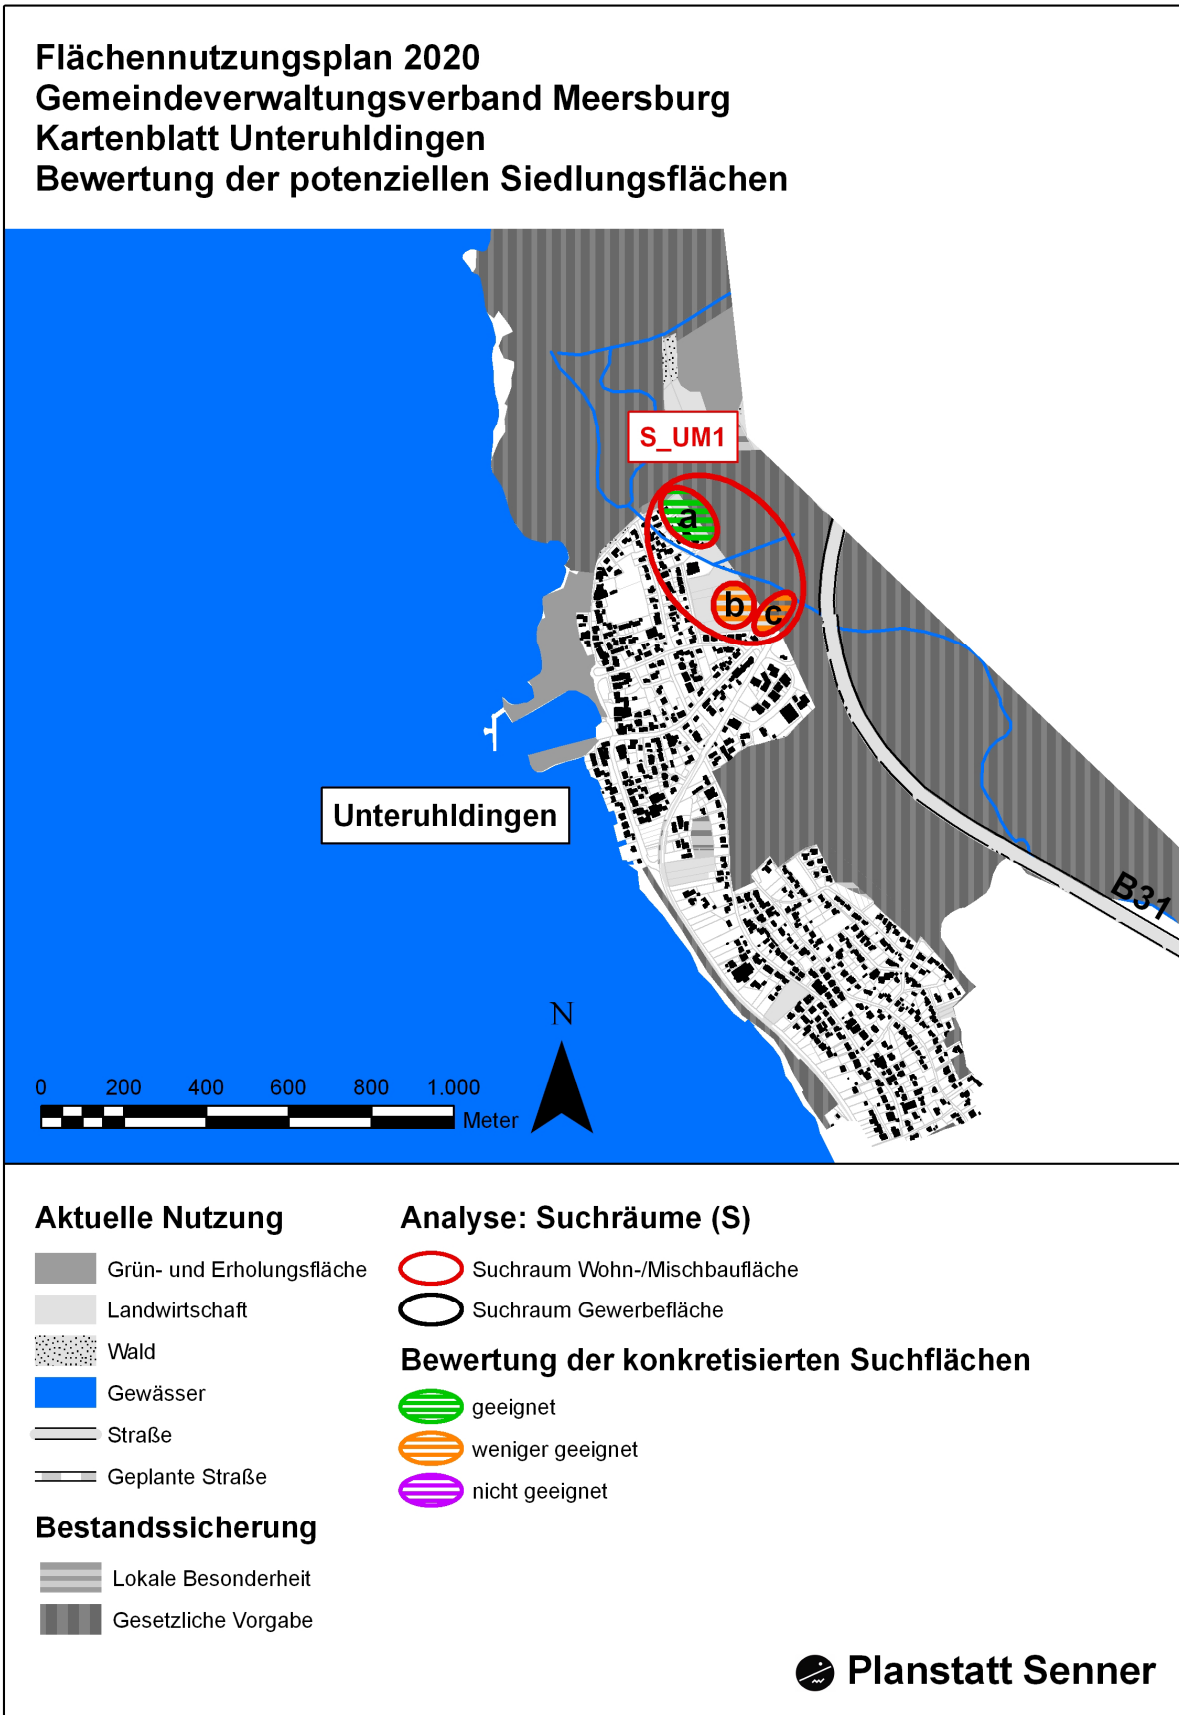 Flächennutzungsplan 2020
Gemeindeverwaltungsverband Meersburg
Kartenblatt Unteruhldingen
Bewertung der potenziellen Siedlungsflächen
S_UM1
a
b
c
Unteruhldingen
B31
N
0 200 400 600 800 1.000
Meter
Aktuelle Nutzung
Grün- und Erholungsfläche
Landwirtschaft
Wald
Gewässer
Straße
Geplante Straße
Bestandssicherung
Lokale Besonderheit
Gesetzliche Vorgabe
Analyse: Suchräume (S)
Suchraum Wohn-/Mischbaufläche
Suchraum Gewerbefläche
Bewertung der konkretisierten Suchflächen
geeignet
weniger geeignet
nicht geeignet
Planstatt Senner